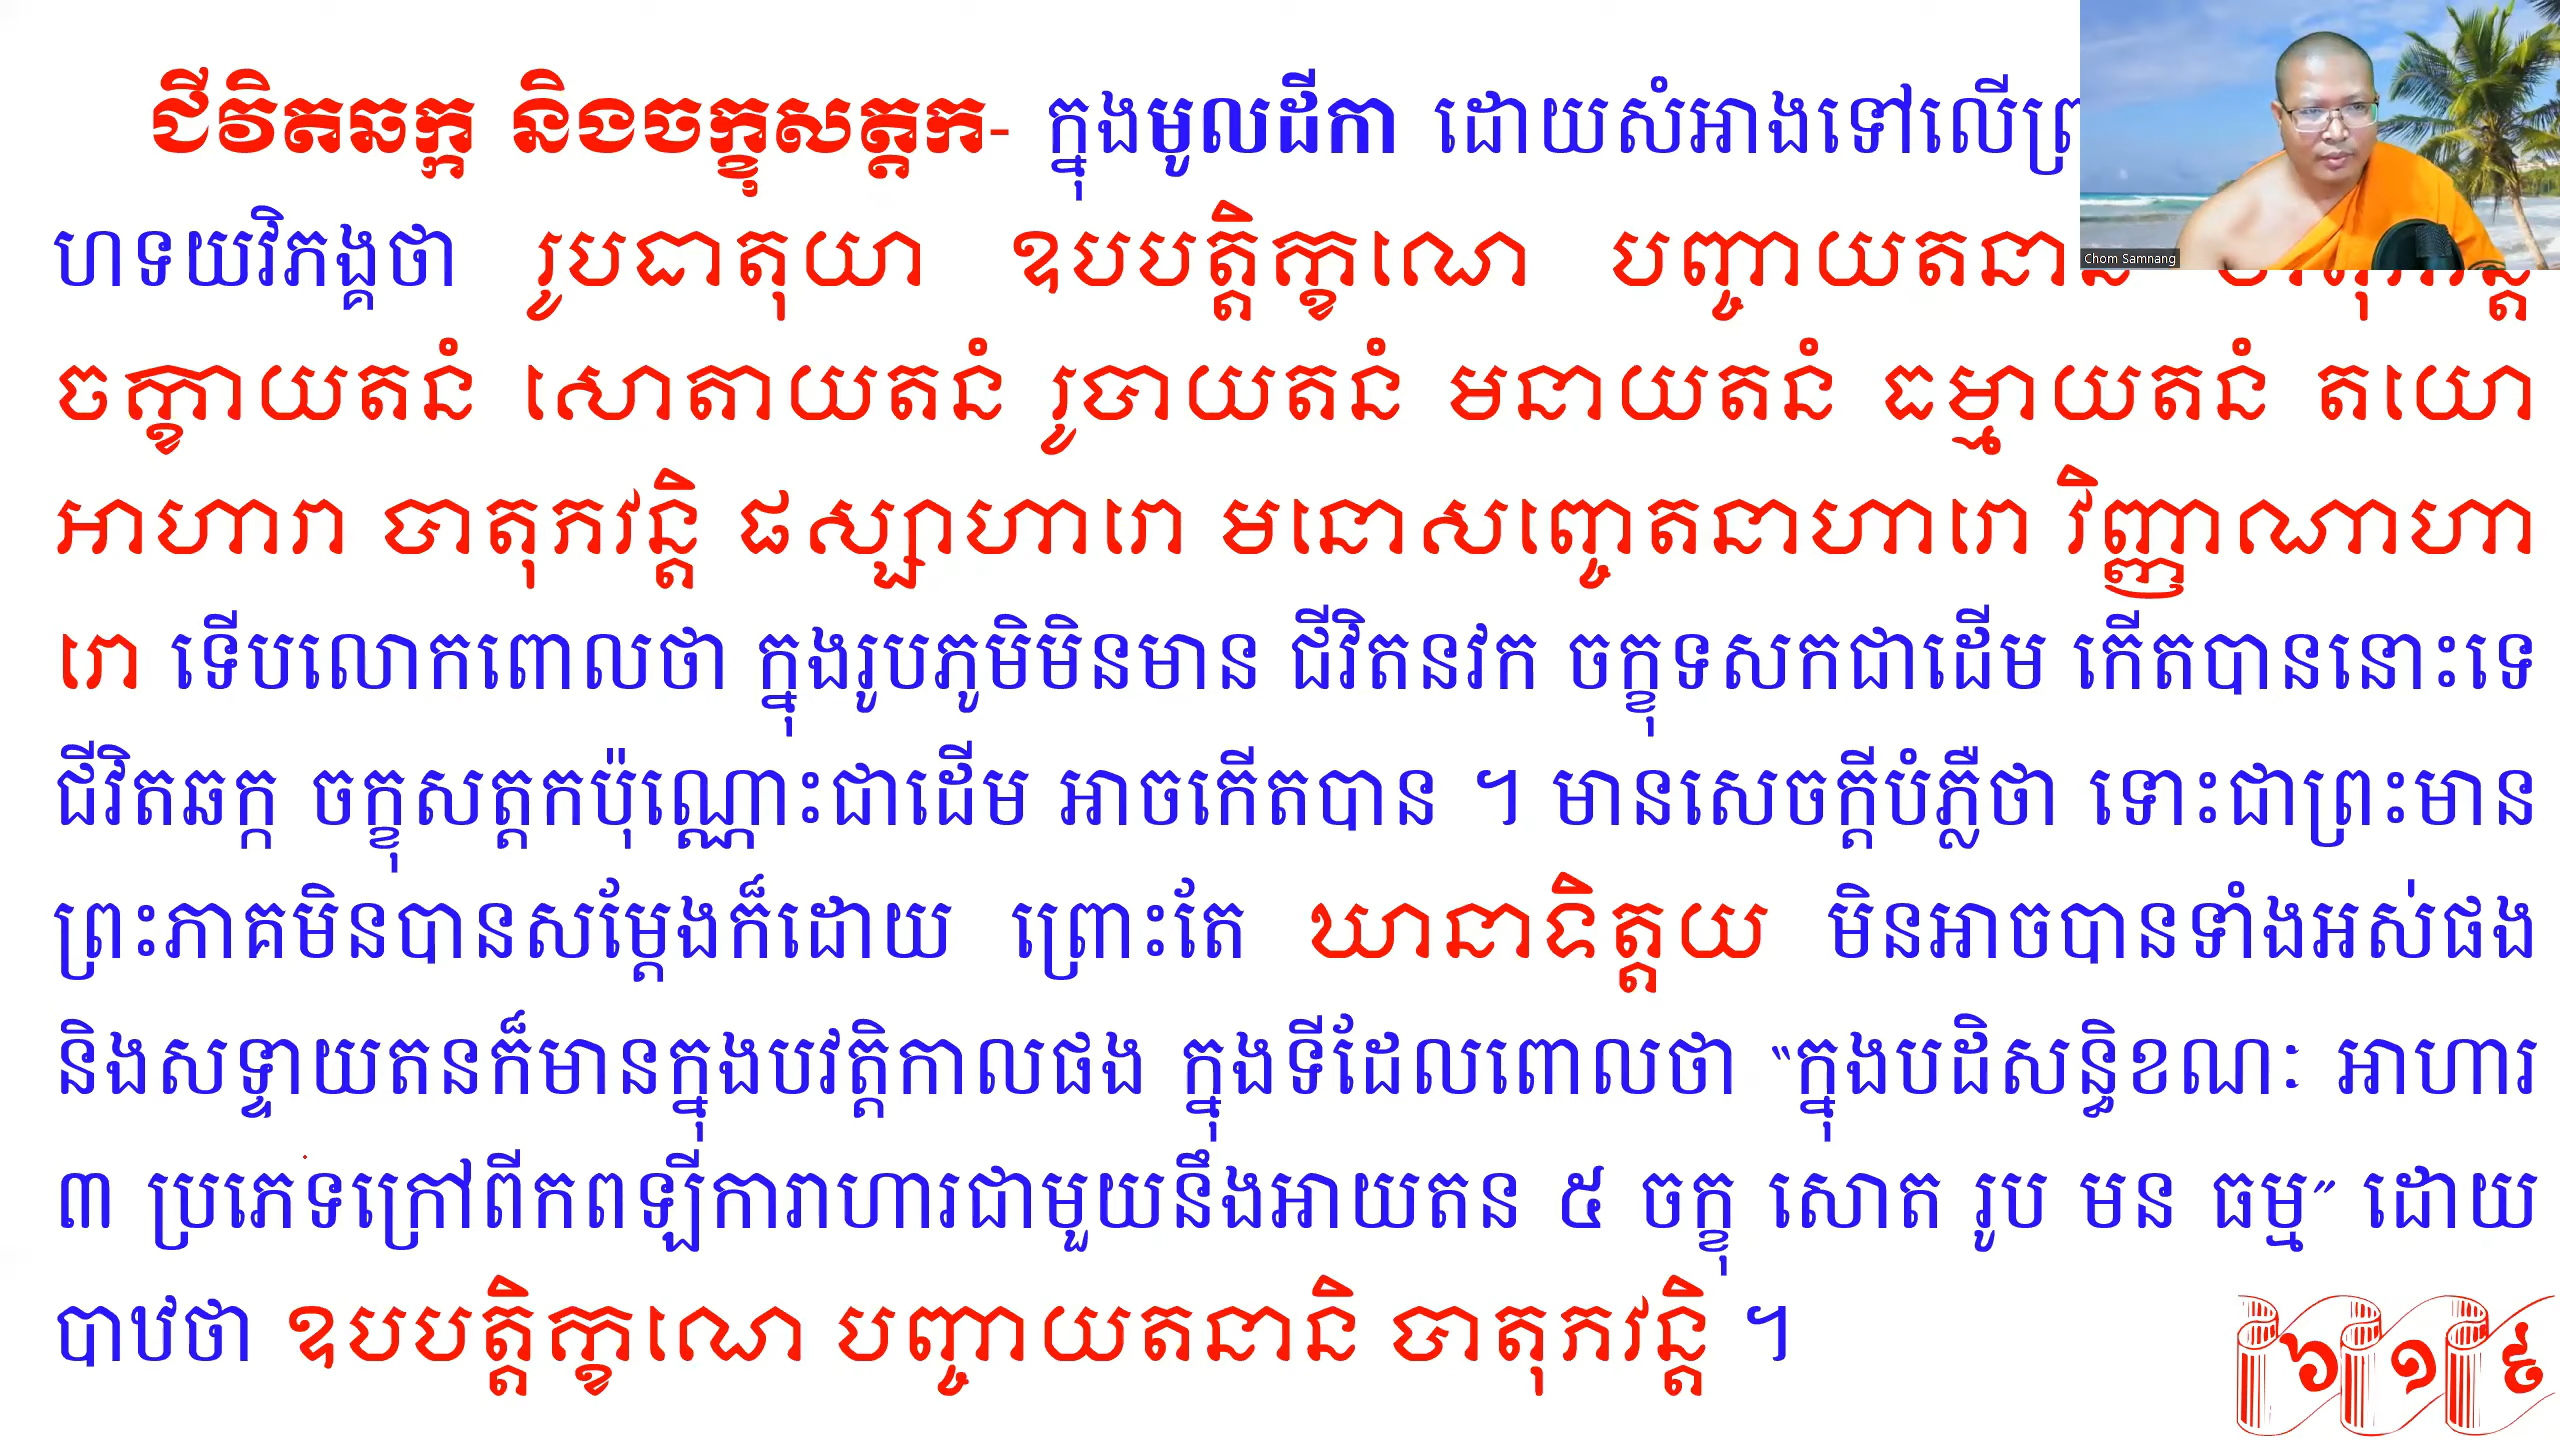 ជីវិតឆក្ក និងចក្ខុសត្តក- ក្នុងមូលដីកា ដោយសំអាងទៅលើ
Chom Samnang
ហទយវិភង្គថា រូបធាតុយា ឧបបត្តិក្ខណេ បញ្ចាយតនានិ
ចក្ខាយតនំ សោតាយតនំ រូបាយតនំ មនាយតនំ ធម្មាយតនំ តយោ
អាហារា បាតុភវន្តិ ផស្សាហារោ មនោសញ្ចេតនាហារោ វិញ្ញាណាហា
រោ ទើបលោកពោលថា ក្នុងរូបភូមិមិនមាន ជីវិតនវក ចក្ខុទសកជាដើម កើតបាននោះទេ
ជីវិតឆក្ក ចក្ខុសត្តកប៉ុណ្ណោះជាដើម អាចកើតបាន ។ មានសេចក្តីបំភ្លឺថា ទោះជាព្រះមាន
ព្រះភាគមិនបានសម្តែងក៏ដោយ ព្រោះតែ ឃានាទិត្តយ មិនអាចបានទាំងអស់ផង
និងសទ្ទាយតនក៏មានក្នុងបវត្តិកាលផង ក្នុងទីដែលពោលថា “ក្នុងបដិសន្ធិខណៈ អាហារ
៣ ប្រភេទក្រៅពីកពឡីការាហារជាមួយនឹងអាយតន ៥ ចក្ខុ សោត រូប មន ធម្ម” ដោយ
បាឋថា ឧបបត្តិក្ខណេ បញ្ចាយតនានិ បាតុភវន្តិ ។
៦១៩